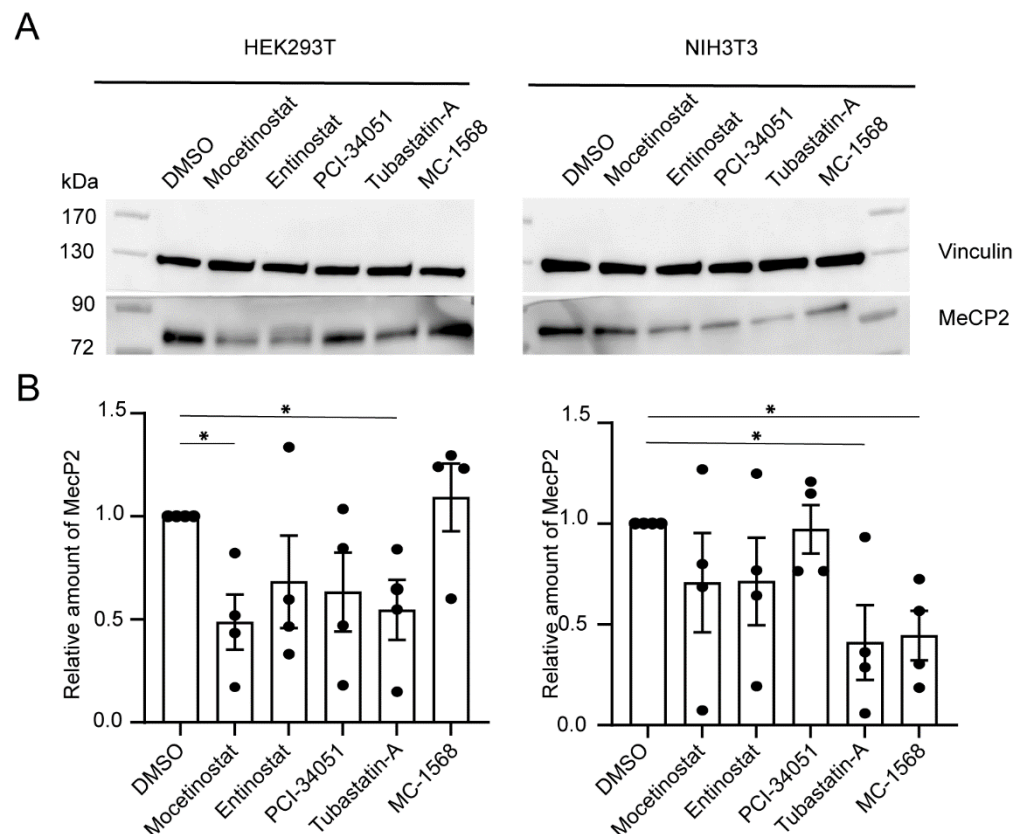 A
HEK293T
NIH3T3
DMSO
Mocetinostat
Entinostat
PCI-34051
Tubastatin-A
MC-1568
DMSO
Mocetinostat
Entinostat
PCI-34051
Tubastatin-A
MC-1568
kDa
170
130
90
72
Vinculin
MeCP2
B
Relative amount of MecP2
1.5
1.0
0.5
0.0
*
*
DMSO
Mocetinostat
Entinostat
PCI-34051
Tubastatin-A
MC-1568
Relative amount of MecP2
1.5
1.0
0.5
0.0
*
*
DMSO
Mocetinostat
Entinostat
PCI-34051
Tubastatin-A
MC-1568